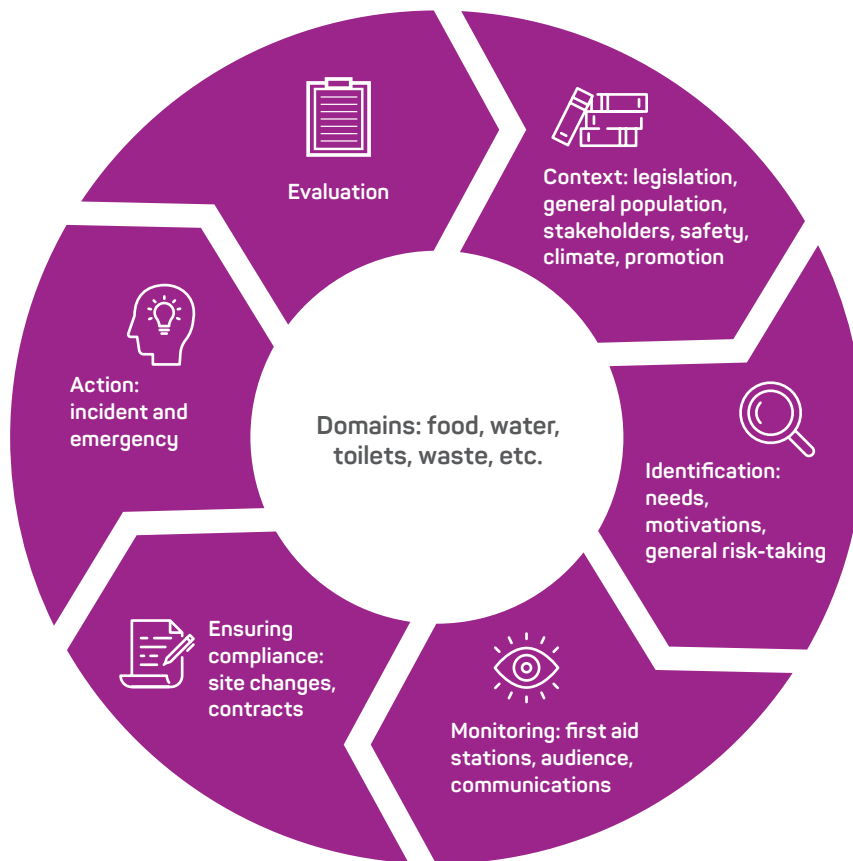 Evaluation
Context: legislation,
general population,
stakeholders, safety,
climate, promotion
Identification:
needs,
motivations,
general risk-taking
Monitoring: first aid
stations, audience,
communications
Ensuring
compliance:
site changes,
contracts
Action:
incident and
emergency
Domains: food, water,
toilets, waste, etc.